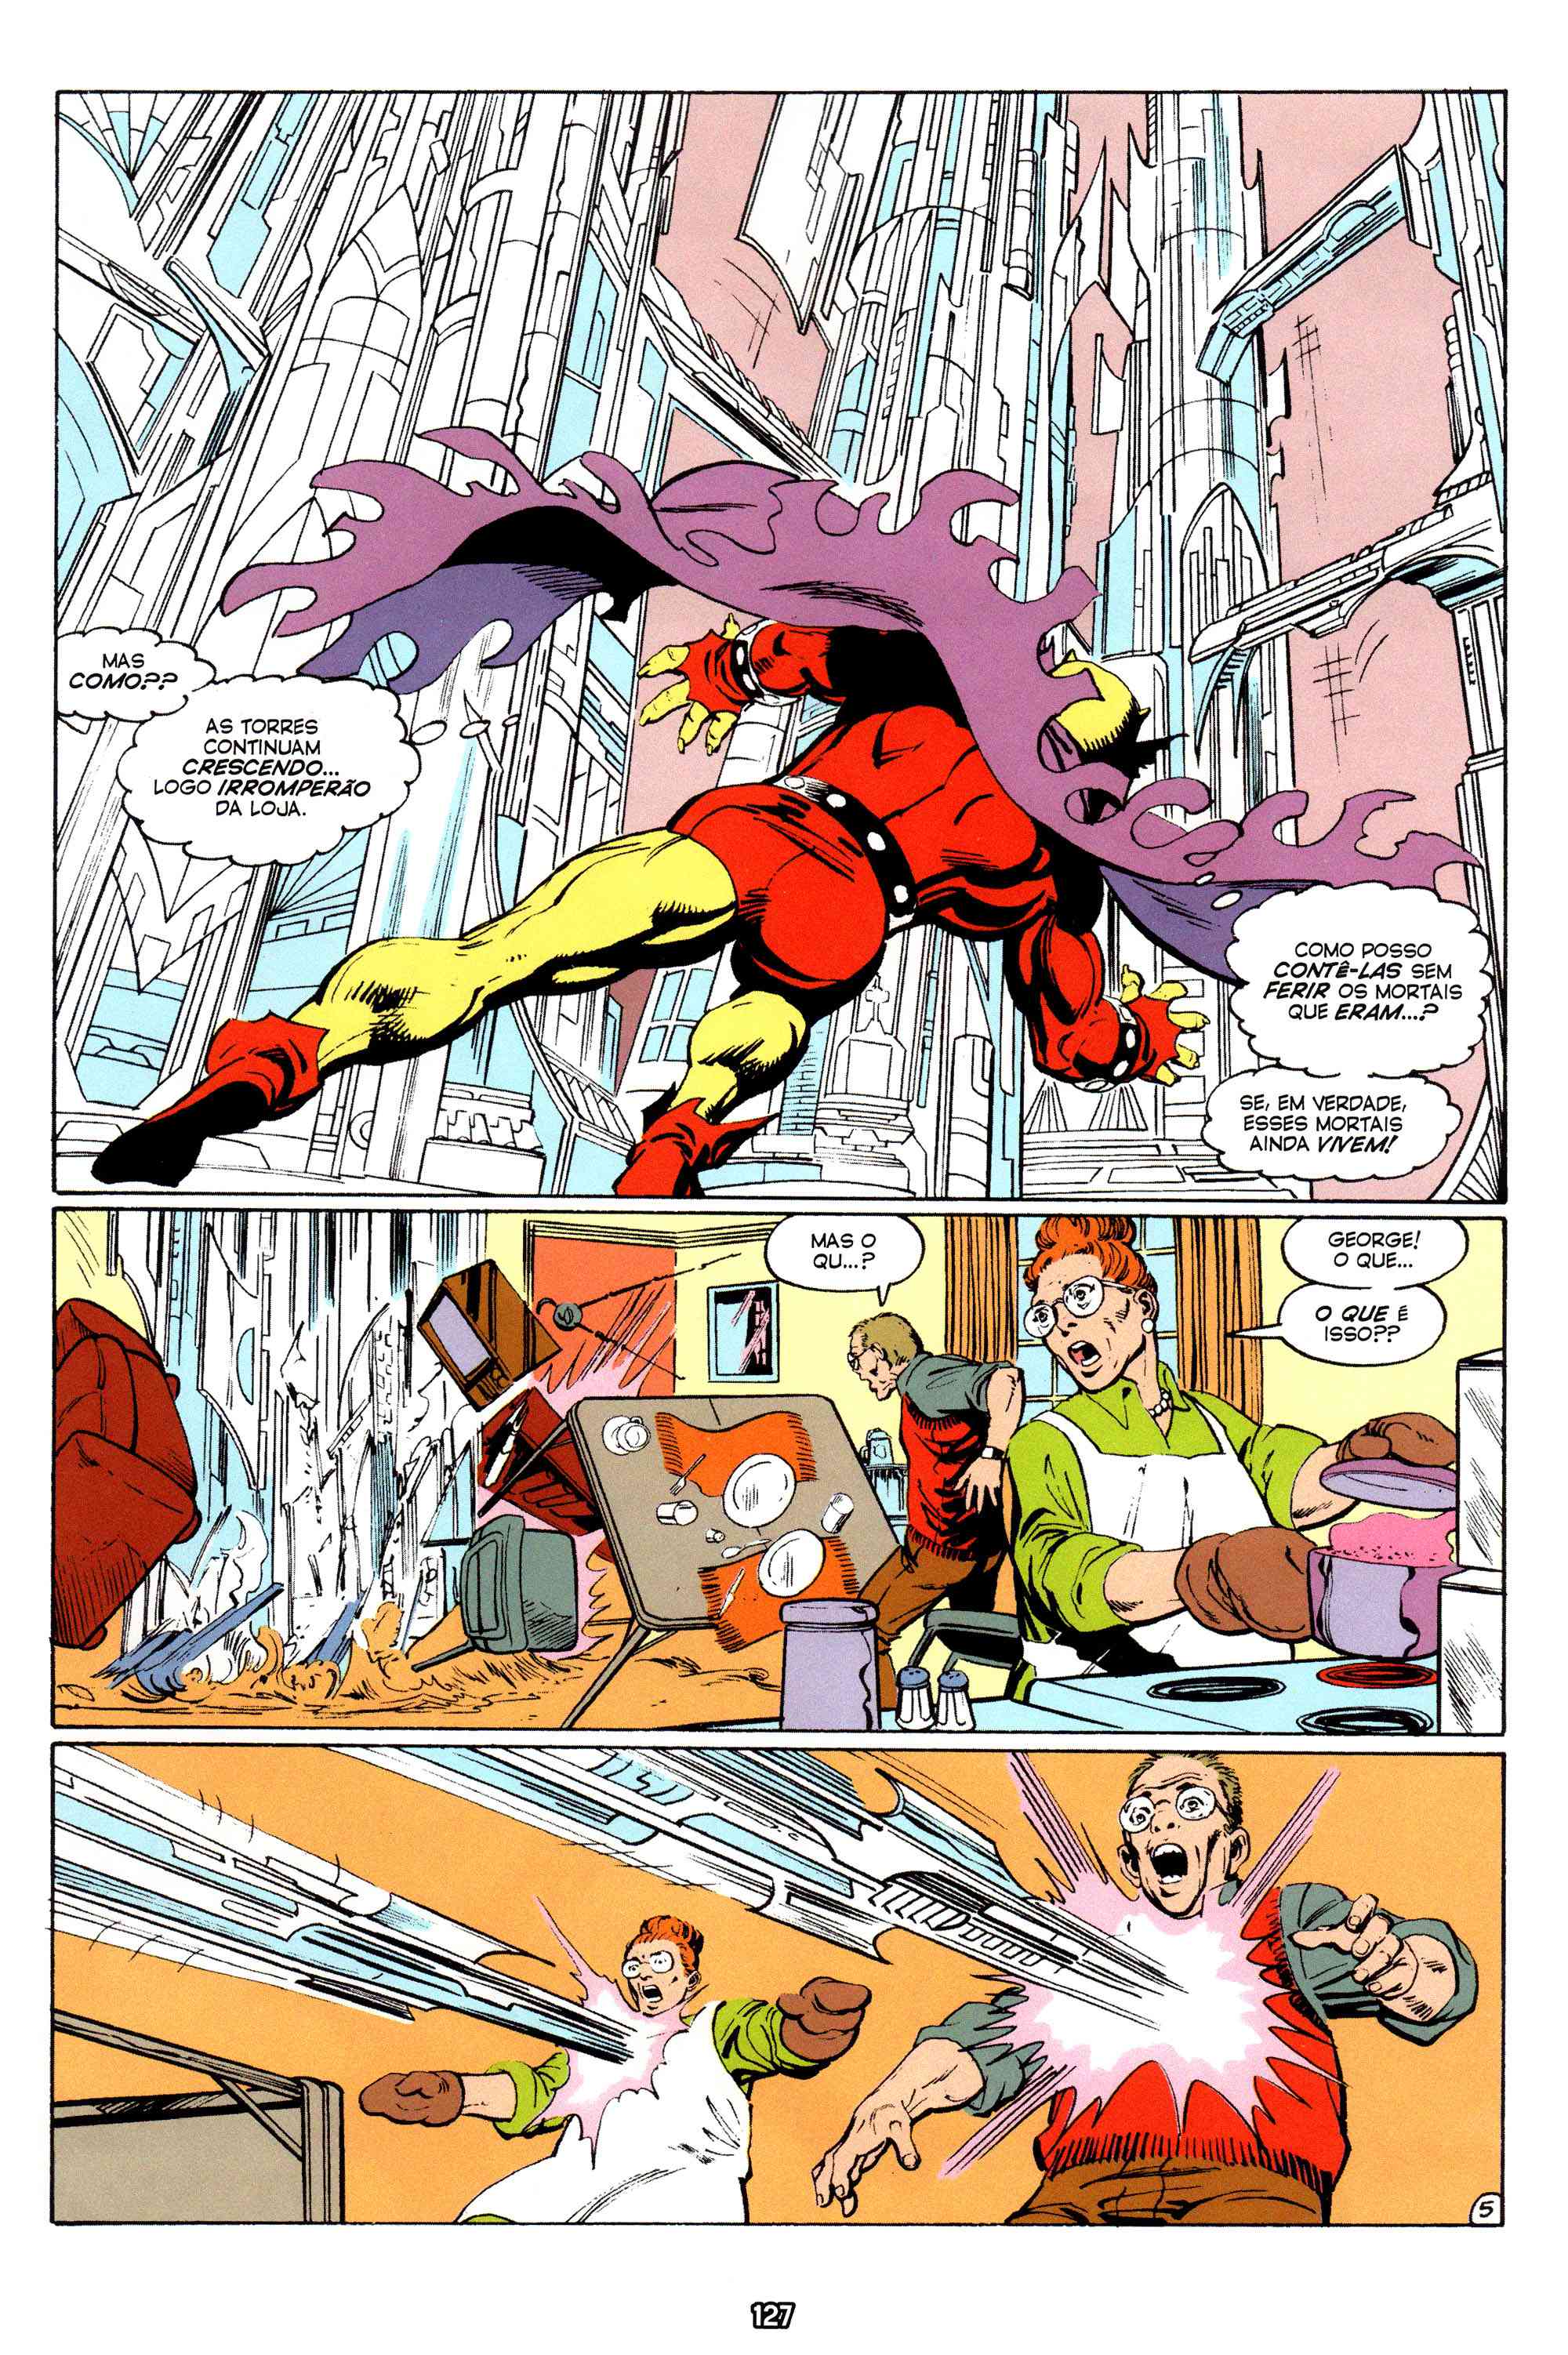 MAS
COMO??
AS TORRES
CONTINUAM
CRESCENDO...
LOGO IRROMPERÃO
DA LOJA.
COMO POSSO
CONTÊ-LAS SEM
FERIR OS MORTAIS
QUE ERAM...?
SE, EM VERDADE,
ESSES MORTAIS
AINDA VIVEM!
MAS O
QU...?
GEORGE!
O QUE...
O QUE É
ISSO??
5
127